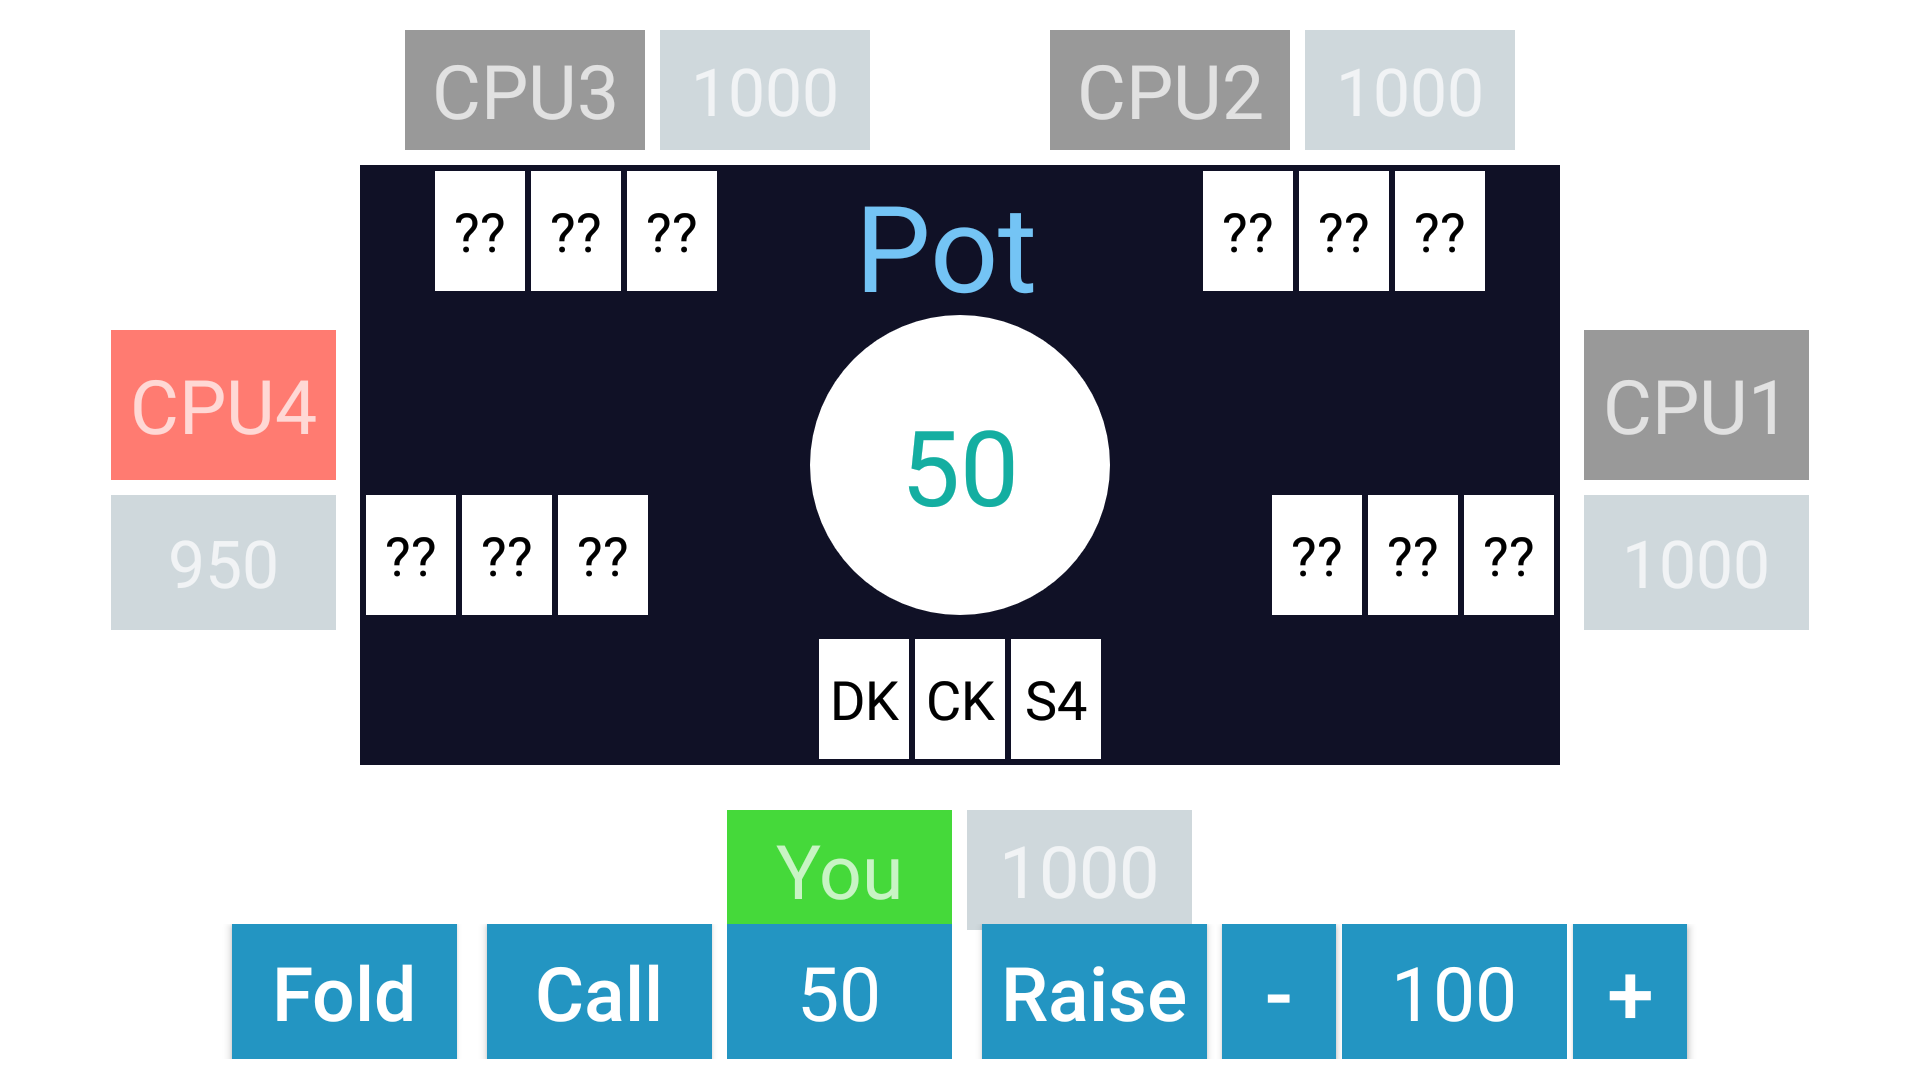 CPU3 1000 CPU2 1000
?? ?? ?? Pot ?? ?? ??
CPU4 CPU1
50
950 ?? ?? ?? ?? ?? ?? 1000
DK CK S4
You 1000
Fold Call 50 Raise - 100 +